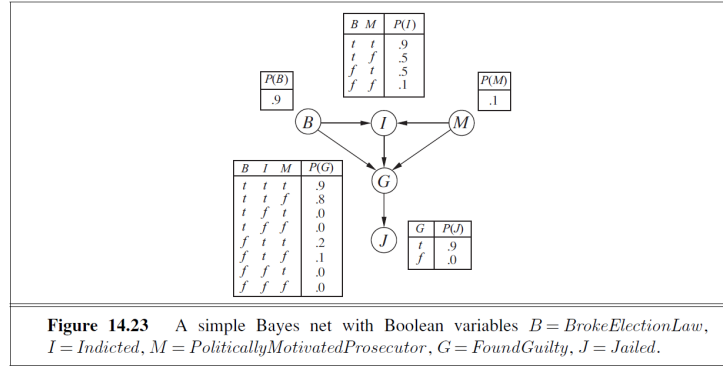 B M P(I)
t t .9
t f .5
f t .5
f f .1
P(B)
.9
P(M)
.1
B
I
M
B I M P(G)
t t t .9
t t f .8
t f t .0
t f f .0
f t t .2
f t f .1
f f t .0
f f f .0
G
J
G P(J)
t .9
f .0
Figure 14.23 A simple Bayes net with Boolean variables B = BrokeElectionLaw,
I = Indicted, M = PoliticallyMotivatedProsecutor, G = FoundGuilty, J = Jailed.